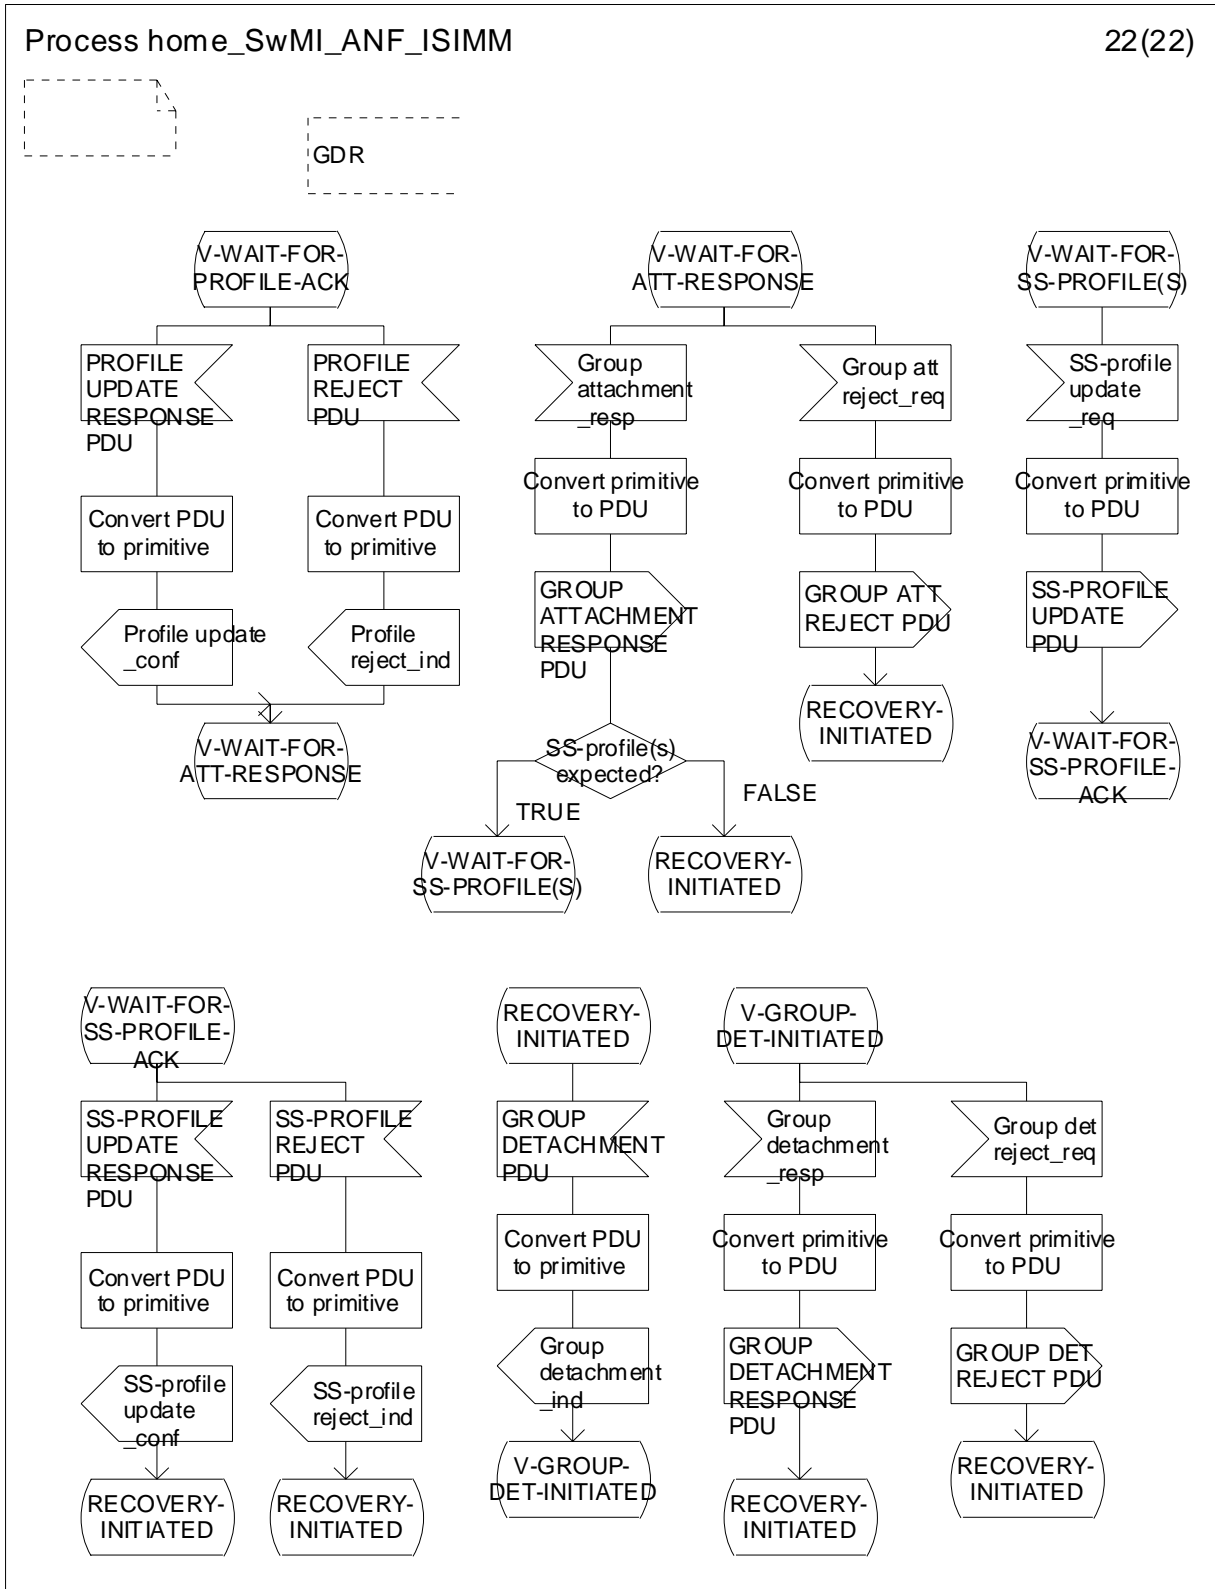 Process home_SwMI_ANF_ISIMM
22(22)
GDR
V-WAIT-FOR-
PROFILE-ACK
PROFILE
UPDATE
RESPONSE
PDU
Convert PDU
to primitive
Profile update
_conf
PROFILE
REJECT
PDU
Convert PDU
to primitive
Profile
reject_ind
V-WAIT-FOR-
ATT-RESPONSE
V-WAIT-FOR-
ATT-RESPONSE
Group
attachment
_resp
Convert primitive
to PDU
GROUP
ATTACHMENT
RESPONSE
PDU
SS-profile(s)
expected?
TRUE
FALSE
V-WAIT-FOR-
SS-PROFILE(S)
RECOVERY-
INITIATED
Group att
reject_req
Convert primitive
to PDU
GROUP ATT
REJECT PDU
RECOVERY-
INITIATED
V-WAIT-FOR-
SS-PROFILE(S)
SS-profile
update
_req
Convert primitive
to PDU
SS-PROFILE
UPDATE
PDU
V-WAIT-FOR-
SS-PROFILE-
ACK
V-WAIT-FOR-
SS-PROFILE-
ACK
SS-PROFILE
UPDATE
RESPONSE
PDU
Convert PDU
to primitive
SS-profile
update
_conf
RECOVERY-
INITIATED
SS-PROFILE
REJECT
PDU
Convert PDU
to primitive
SS-profile
reject_ind
RECOVERY-
INITIATED
RECOVERY-
INITIATED
GROUP
DETACHMENT
PDU
Convert PDU
to primitive
Group
detachment
_ind
V-GROUP-
DET-INITIATED
V-GROUP-
DET-INITIATED
Group
detachment
_resp
Convert primitive
to PDU
GROUP
DETACHMENT
RESPONSE
PDU
RECOVERY-
INITIATED
Group det
reject_req
Convert primitive
to PDU
GROUP DET
REJECT PDU
RECOVERY-
INITIATED